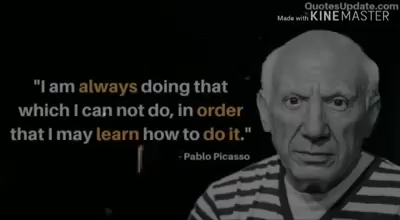 QuotesUpdate.com
Made with KINEMASTER
"I am always doing that
which I can not do, in order
that I may learn how to do it."
- Pablo Picasso